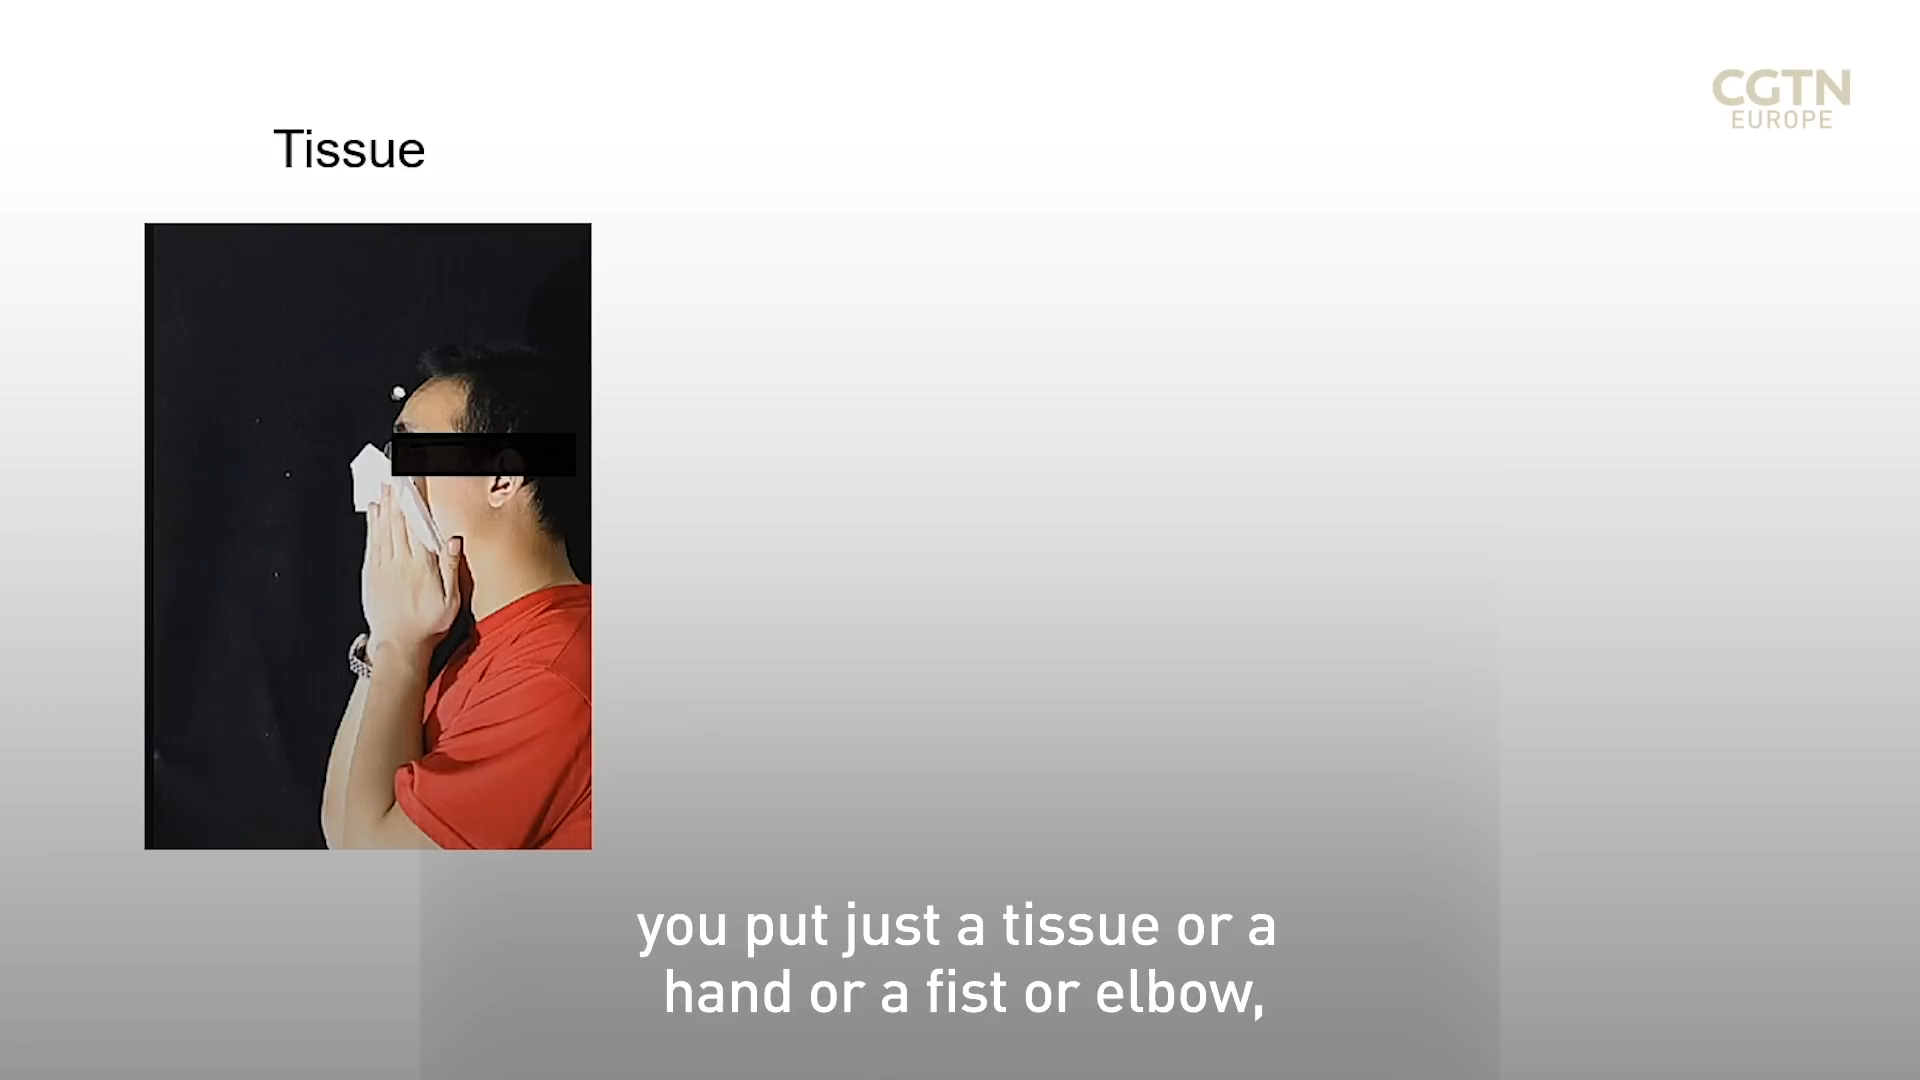 CGTN
EUROPE
Tissue
you put just a tissue or a
hand or a fist or elbow,